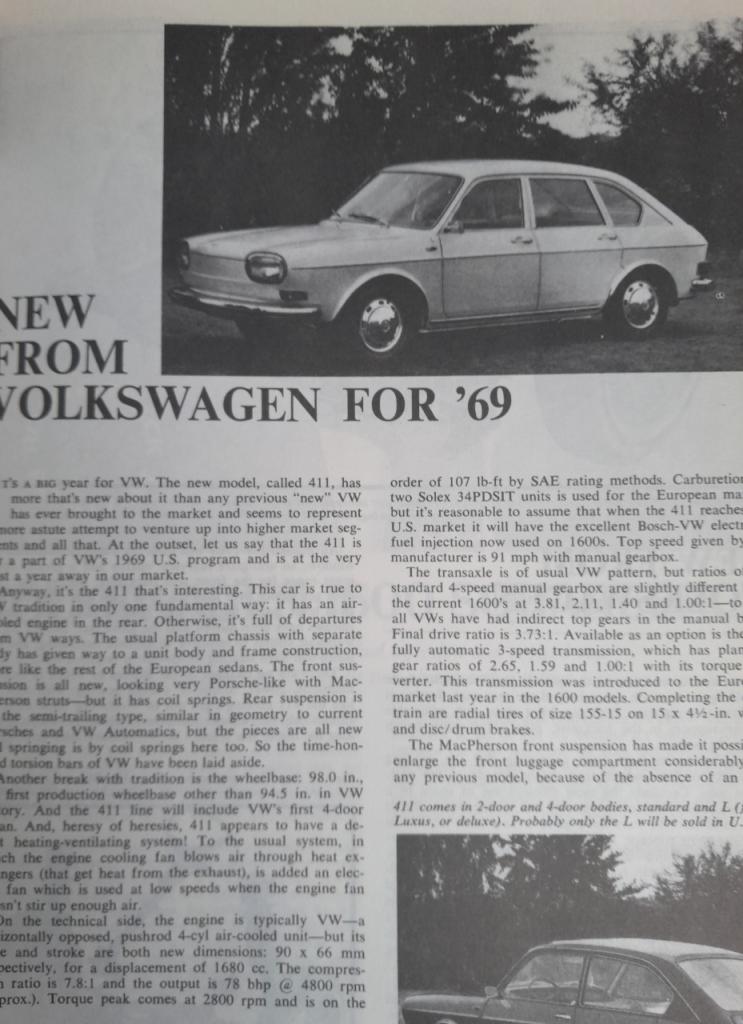 NEW
FROM
VOLKSWAGEN FOR '69
T'S A BIG year for VW. The new model, called 411, has
more that's new about it than any previous "new" VW
has ever brought to the market and seems to represent
more astute attempt to venture up into higher market seg-
ents and all that. At the outset, let us say that the 411 is
a part of VW's 1969 U.S. program and is at the very
st a year away in our market.
Anyway, it's the 411 that's interesting. This car is true to
W tradition in only one fundamental way: it has an air-
oled engine in the rear. Otherwise, it's full of departures
m VW ways. The usual platform chassis with separate
dy has given way to a unit body and frame construction,
re like the rest of the European sedans. The front sus-
nsion is all new, looking very Porsche-like with Mac-
erson struts—but it has coil springs. Rear suspension is
the semi-trailing type, similar in geometry to current
rsches and VW Automatics, but the pieces are all new
l springing is by coil springs here too. So the time-hon-
d torsion bars of VW have been laid aside.
Another break with tradition is the wheelbase: 98.0 in.,
first production wheelbase other than 94.5 in. in VW
ory. And the 411 line will include VW's first 4-door
an. And, heresy of heresies, 411 appears to have a de-
t heating-ventilating system! To the usual system, in
ch the engine cooling fan blows air through heat ex-
ngers (that get heat from the exhaust), is added an elec-
fan which is used at low speeds when the engine fan
sn't stir up enough air.
On the technical side, the engine is typically VW—a
izontally opposed, pushrod 4-cyl air-cooled unit—but its
e and stroke are both new dimensions: 90 x 66 mm
pectively, for a displacement of 1680 cc. The compres-
n ratio is 7.8:1 and the output is 78 bhp @ 4800 rpm
prox.). Torque peak comes at 2800 rpm and is on the
order of 107 lb-ft by SAE rating methods. Carburetion
two Solex 34PDSIT units is used for the European ma
but it's reasonable to assume that when the 411 reaches
U.S. market it will have the excellent Bosch-VW electr
fuel injection now used on 1600s. Top speed given by
manufacturer is 91 mph with manual gearbox.
The transaxle is of usual VW pattern, but ratios o
standard 4-speed manual gearbox are slightly different
the current 1600's at 3.81, 2.11, 1.40 and 1.00:1—to
all VWs have had indirect top gears in the manual b
Final drive ratio is 3.73:1. Available as an option is the
fully automatic 3-speed transmission, which has plan
gear ratios of 2.65, 1.59 and 1.00:1 with its torque
verter. This transmission was introduced to the Eur
market last year in the 1600 models. Completing the
train are radial tires of size 155-15 on 15 x 4½-in. w
and disc/drum brakes.
The MacPherson front suspension has made it possi
enlarge the front luggage compartment considerably
any previous model, because of the absence of an
411 comes in 2-door and 4-door bodies, standard and L (
Luxus, or deluxe). Probably only the L will be sold in U.